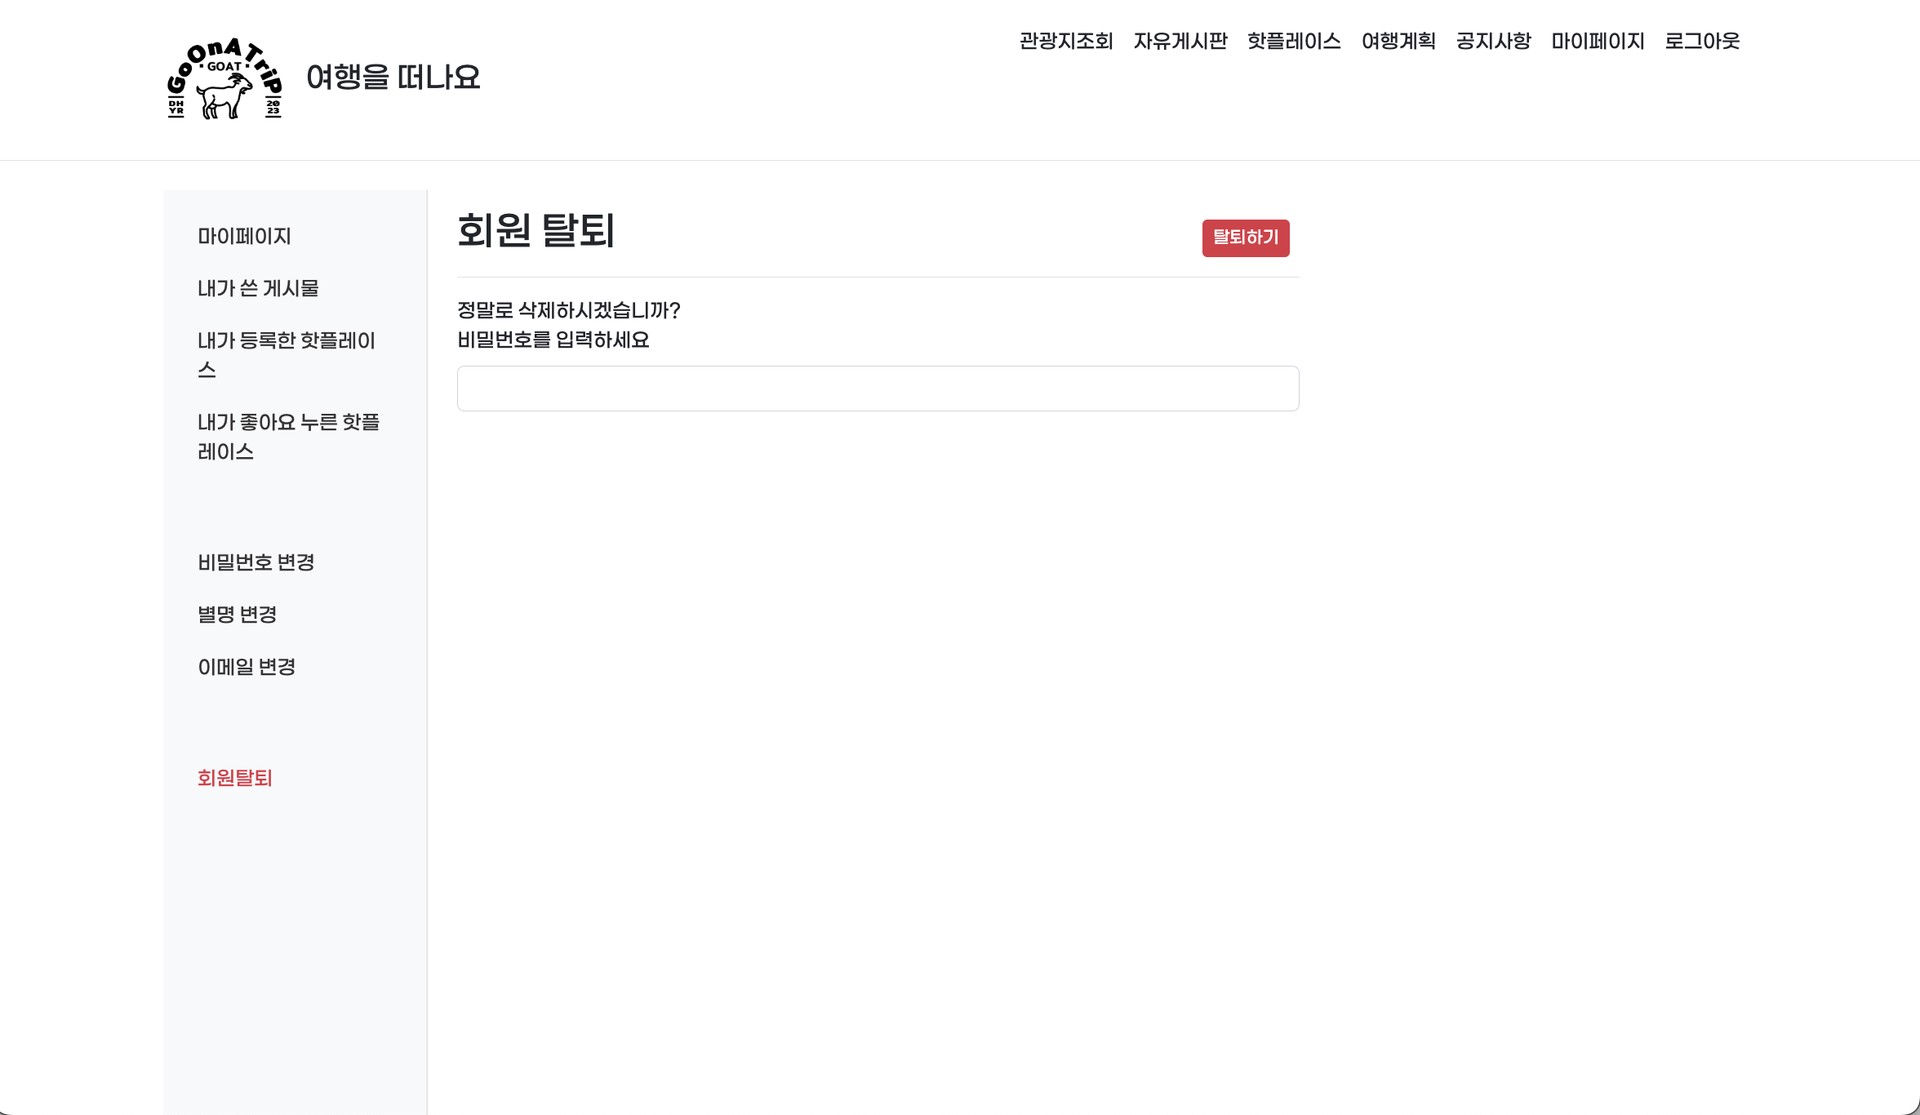 GoOnATriP
GOAT
DH
YR
20
23
여행을 떠나요
관광지조회 자유게시판 핫플레이스 여행계획 공지사항 마이페이지 로그아웃
마이페이지
내가 쓴 게시물
내가 등록한 핫플레이
스
내가 좋아요 누른 핫플
레이스
비밀번호 변경
별명 변경
이메일 변경
회원탈퇴
회원 탈퇴
탈퇴하기
정말로 삭제하시겠습니까?
비밀번호를 입력하세요